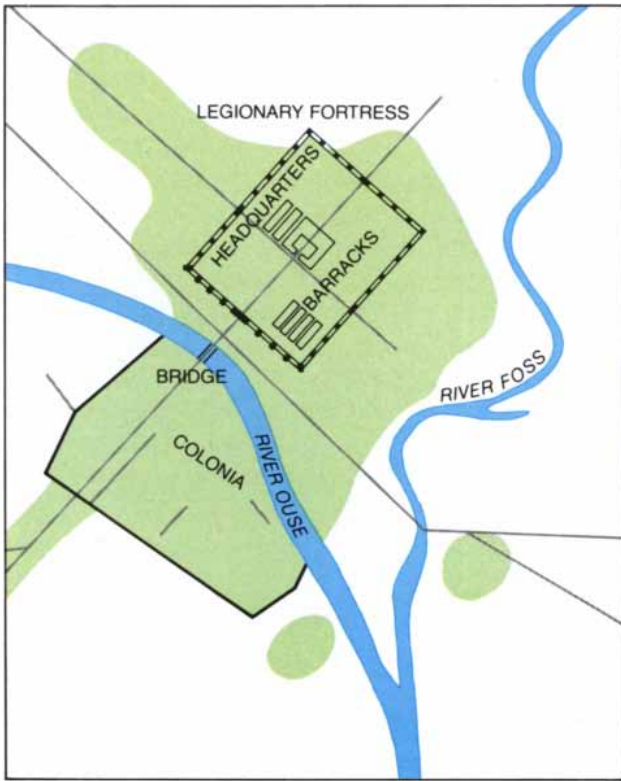 LEGIONARY FORTRESS
HEADQUARTERS
BARRACKS
BRIDGE
RIVER FOSS
COLONIA
RIVER OUSE